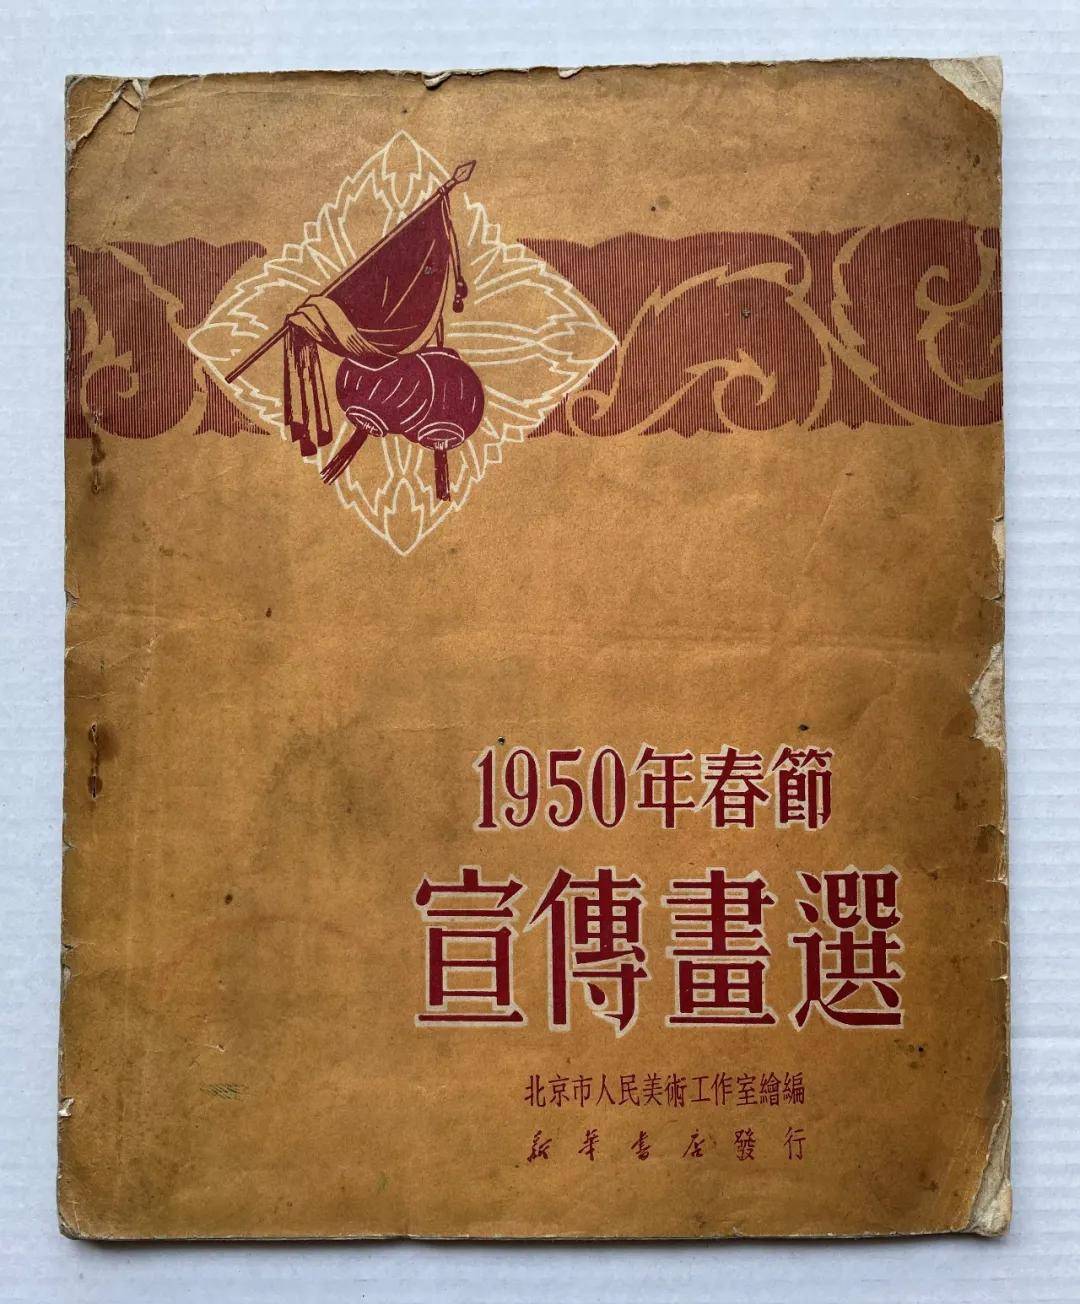 1950年春節
宣傳畫選
北京市人民美術工作室繪編
新華書店發行